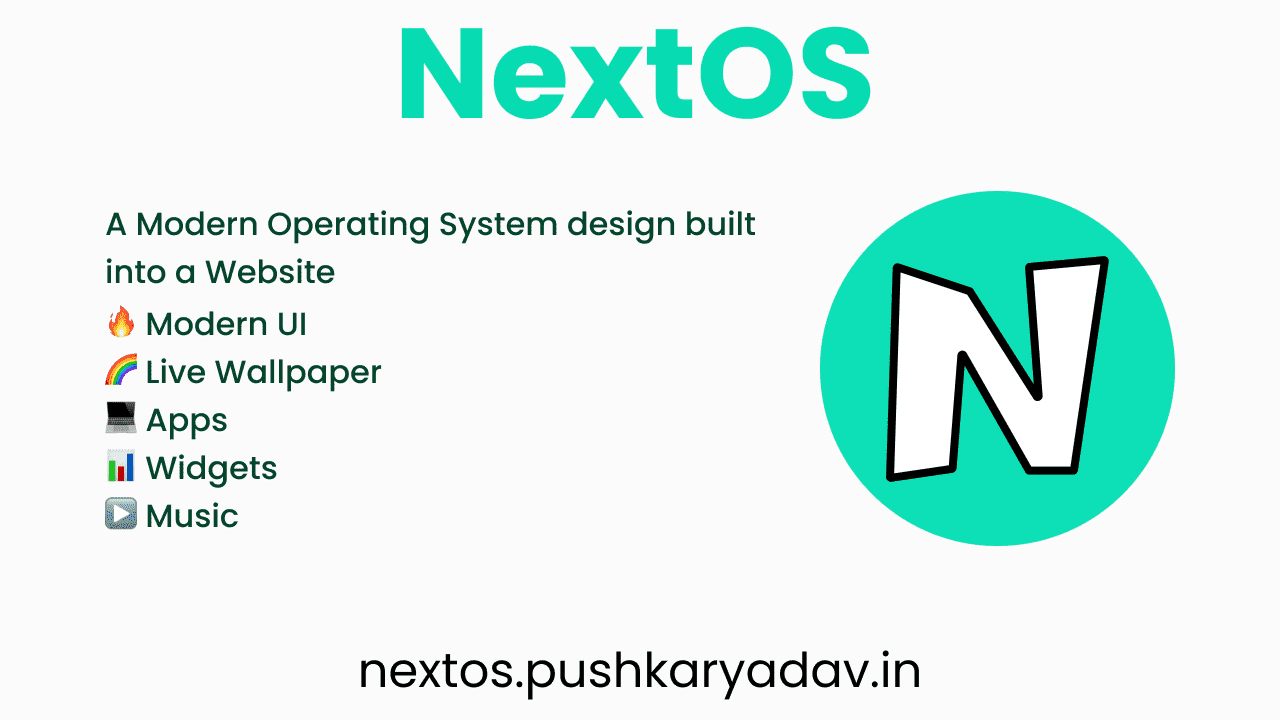 NextOS
A Modern Operating System design built
into a Website
🔥 Modern UI
🌈 Live Wallpaper
💻 Apps
📊 Widgets
▶️ Music
N
nextos.pushkaryadav.in